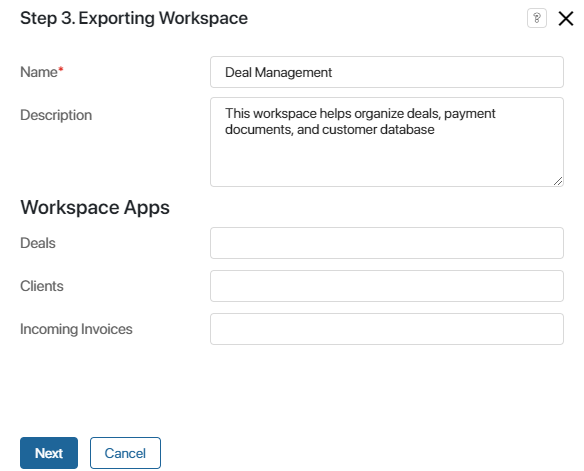 Step 3. Exporting Workspace
?
Name*
Deal Management
Description
This workspace helps organize deals, payment
documents, and customer database
Workspace Apps
Deals
Clients
Incoming Invoices
Next
Cancel